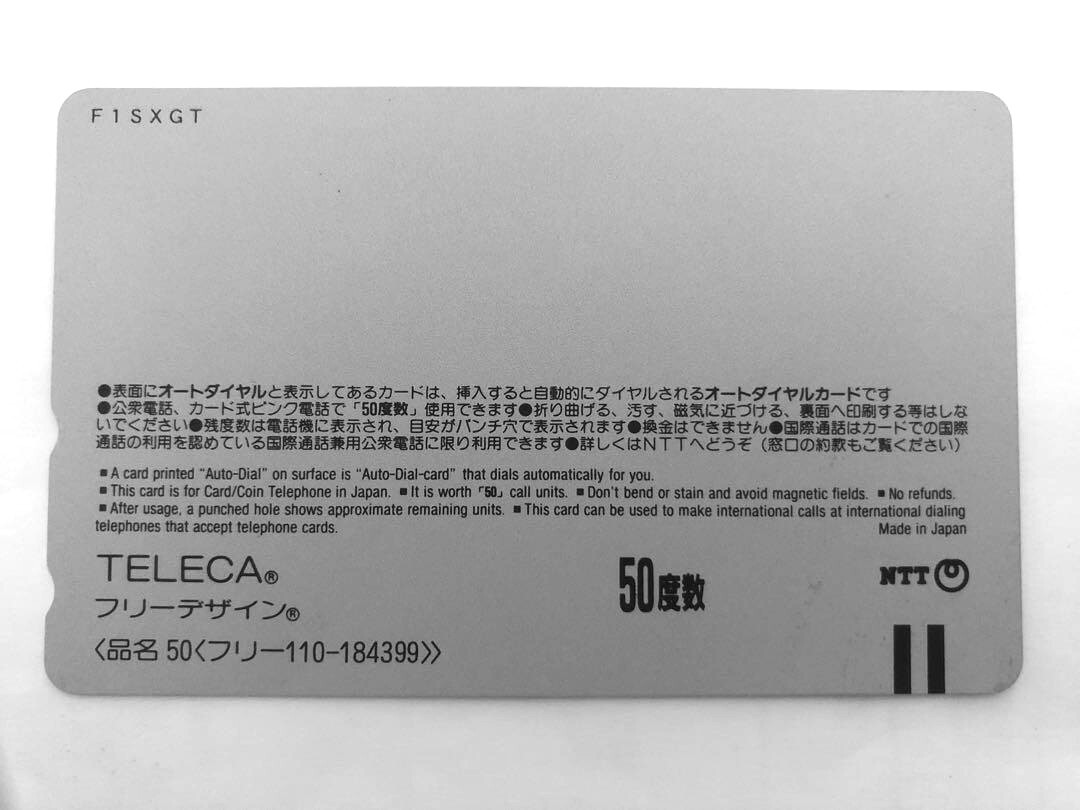 F1SXGT
●表面にオートダイヤルと表示してあるカードは、挿入すると自動的にダイヤルされるオートダイヤルカードです
●公衆電話、カード式ピンク電話で「50度数」使用できます●折り曲げる、汚す、磁気に近づける、裏面へ印刷する等はしな
いでください●残度数は電話機に表示され、目安がパンチ穴で表示されます●換金はできません●国際通話はカードでの国際
通話の利用を認めている国際通話兼用公衆電話に限り利用できます●詳しくはNTTへどうぞ(窓口の約款もご覧ください)
■A card printed “Auto-Dial” on surface is “Auto-Dial-card” that dials automatically for you.
■This card is for Card/Coin Telephone in Japan. ■It is worth「50」call units. ■Don't bend or stain and avoid magnetic fields. ■No refunds.
■After usage, a punched hole shows approximate remaining units. ■This card can be used to make international calls at international dialing
telephones that accept telephone cards. Made in Japan
TELECA®
フリーデザイン®
50度数
NTT
〈品名 50〈フリー110-184399〉〉